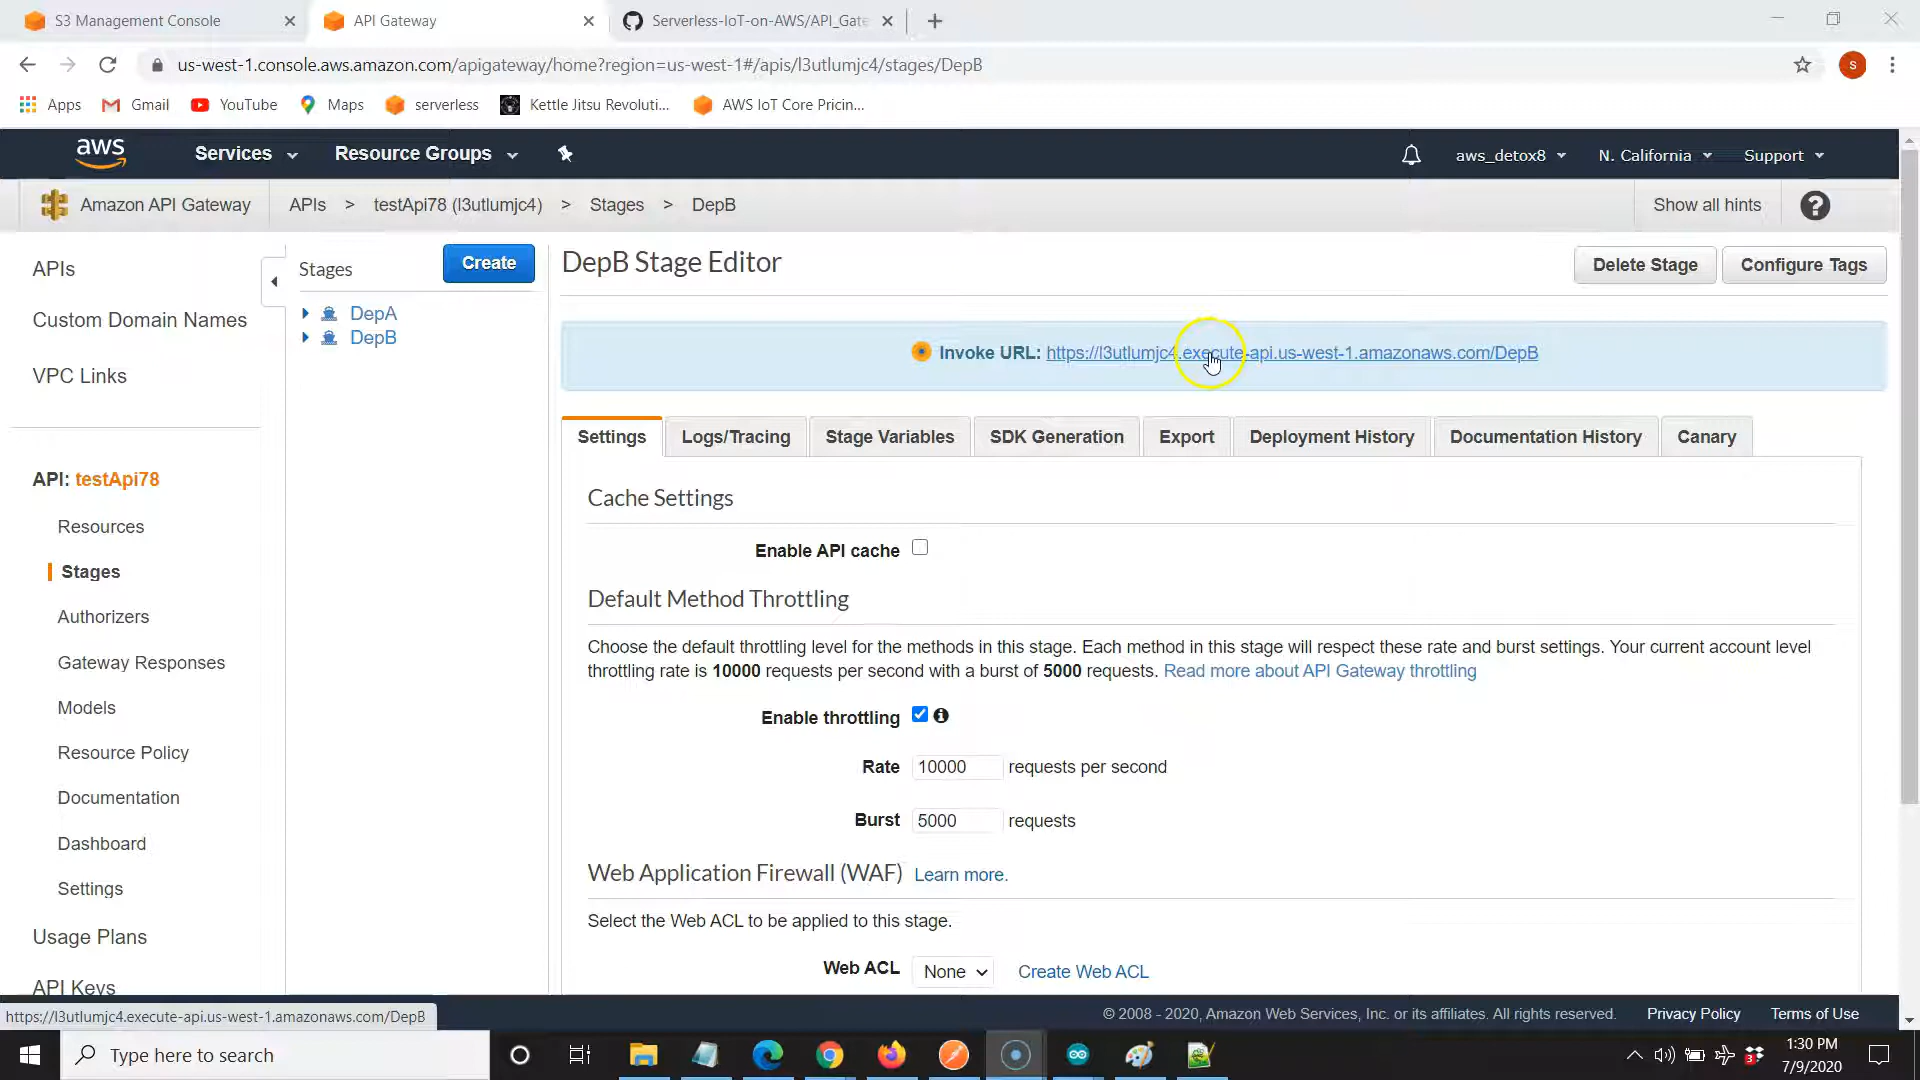 S3 Management Console
API Gateway
Serverless-IoT-on-AWS/API_Gate
us-west-1.console.aws.amazon.com/apigateway/home?region=us-west-1#/apis/l3utlumjc4/stages/DepB
s
Apps
Gmail
YouTube
Maps
serverless
Kettle Jitsu Revoluti...
AWS IoT Core Pricin...
aws
Services
Resource Groups
aws_detox8
N. California
Support
Amazon API Gateway
APIs > testApi78 (l3utlumjc4) > Stages > DepB
Show all hints
?
APIs
Custom Domain Names
VPC Links
API: testApi78
Resources
Stages
Authorizers
Gateway Responses
Models
Resource Policy
Documentation
Dashboard
Settings
Usage Plans
API Keys
Stages
Create
DepA
DepB
DepB Stage Editor
Delete Stage
Configure Tags
Invoke URL: https://l3utlumjc4.execute-api.us-west-1.amazonaws.com/DepB
Settings
Logs/Tracing
Stage Variables
SDK Generation
Export
Deployment History
Documentation History
Canary
Cache Settings
Enable API cache
Default Method Throttling
Choose the default throttling level for the methods in this stage. Each method in this stage will respect these rate and burst settings. Your current account level
throttling rate is 10000 requests per second with a burst of 5000 requests. Read more about API Gateway throttling
Enable throttling
Rate 10000 requests per second
Burst 5000 requests
Web Application Firewall (WAF) Learn more.
Select the Web ACL to be applied to this stage.
Web ACL None Create Web ACL
https://l3utlumjc4.execute-api.us-west-1.amazonaws.com/DepB
© 2008 - 2020, Amazon Web Services, Inc. or its affiliates. All rights reserved.
Privacy Policy
Terms of Use
Type here to search
3
1:30 PM
7/9/2020